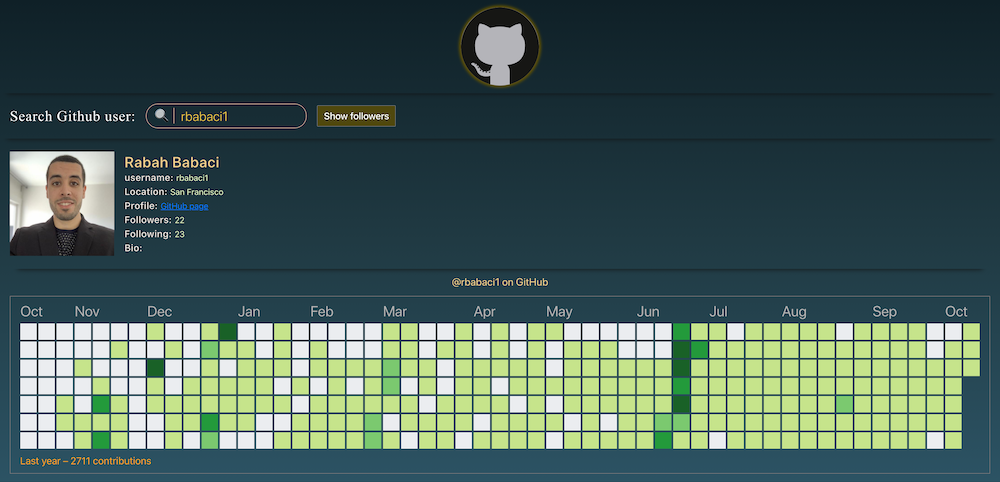 Search Github user: rbabaci1 Show followers
Rabah Babaci
username: rbabaci1
Location: San Francisco
Profile: GitHub page
Followers: 22
Following: 23
Bio:
@rbabaci1 on GitHub
Oct Nov Dec Jan Feb Mar Apr May Jun Jul Aug Sep Oct
Last year – 2711 contributions